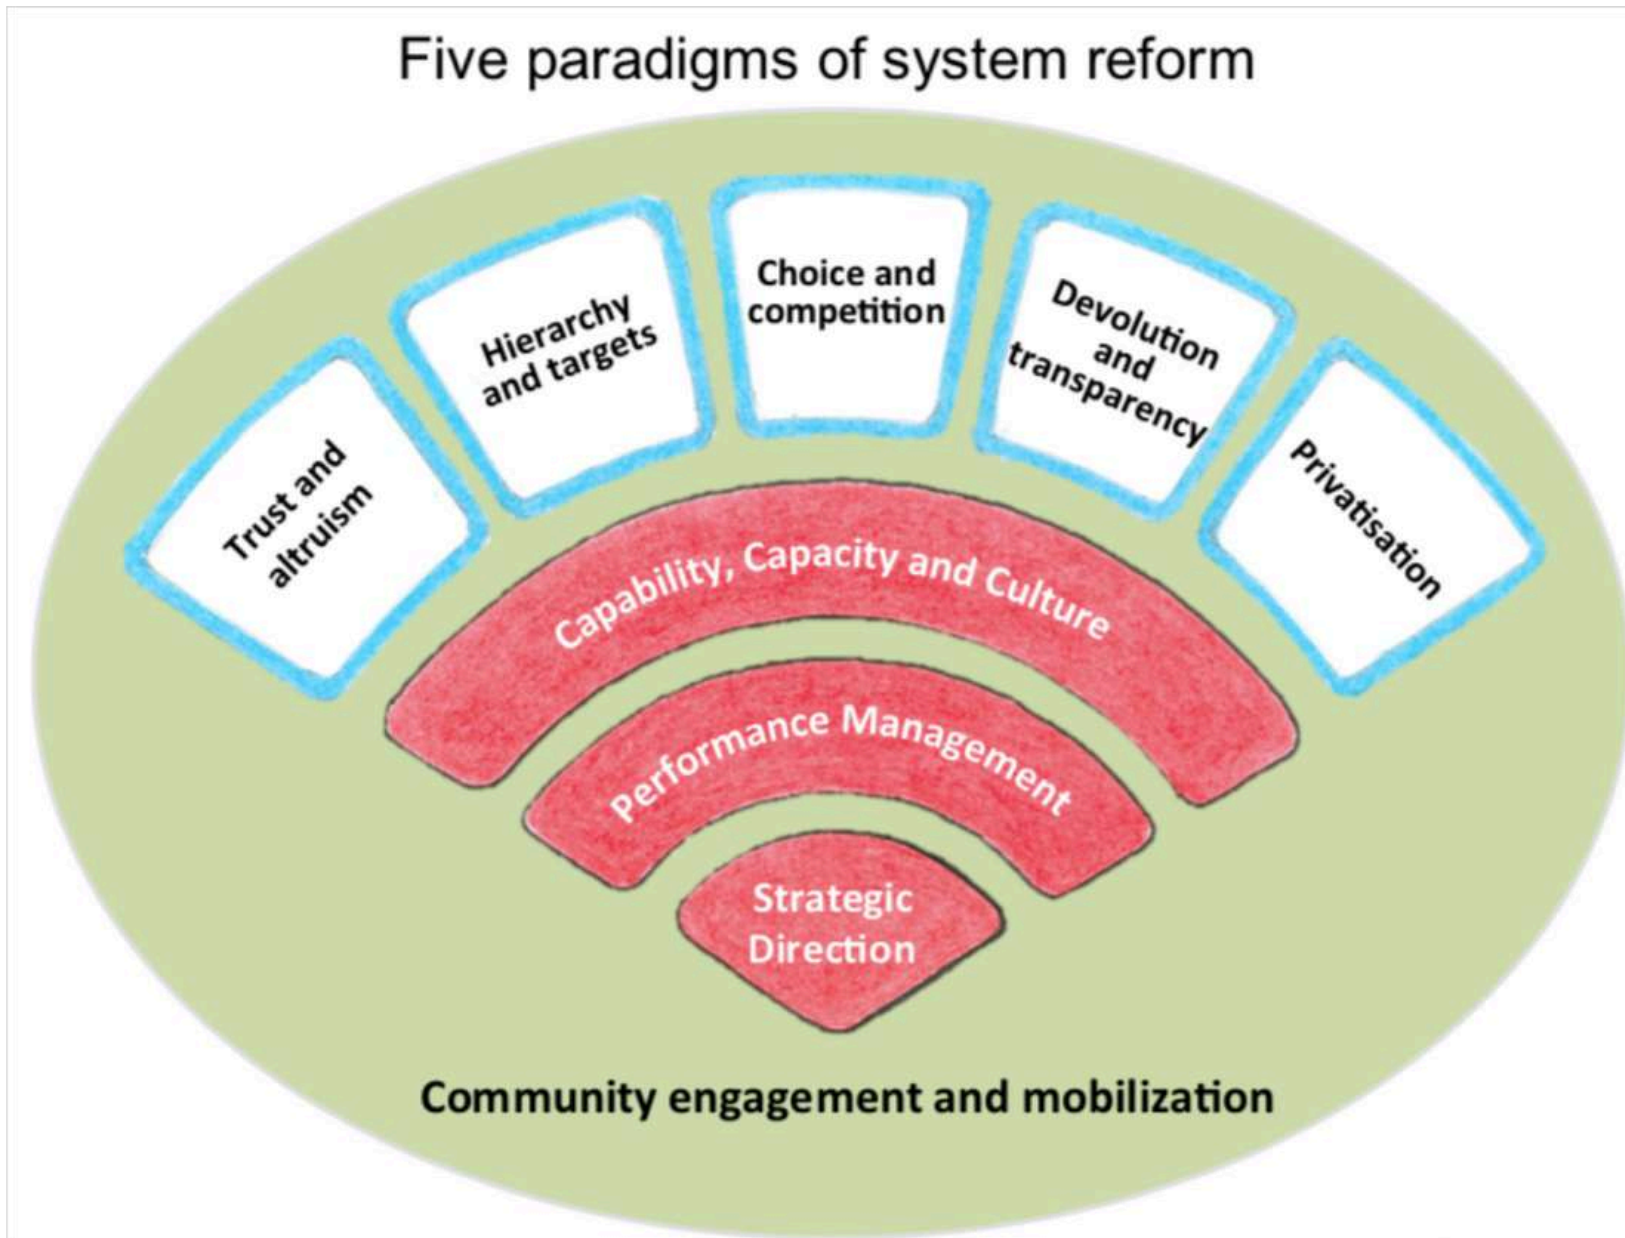 Five paradigms of system reform
Trust and
altruism
Hierarchy
and targets
Choice and
competition
Devolution
and
transparency
Privatisation
Capability, Capacity and Culture
Performance Management
Strategic
Direction
Community engagement and mobilization